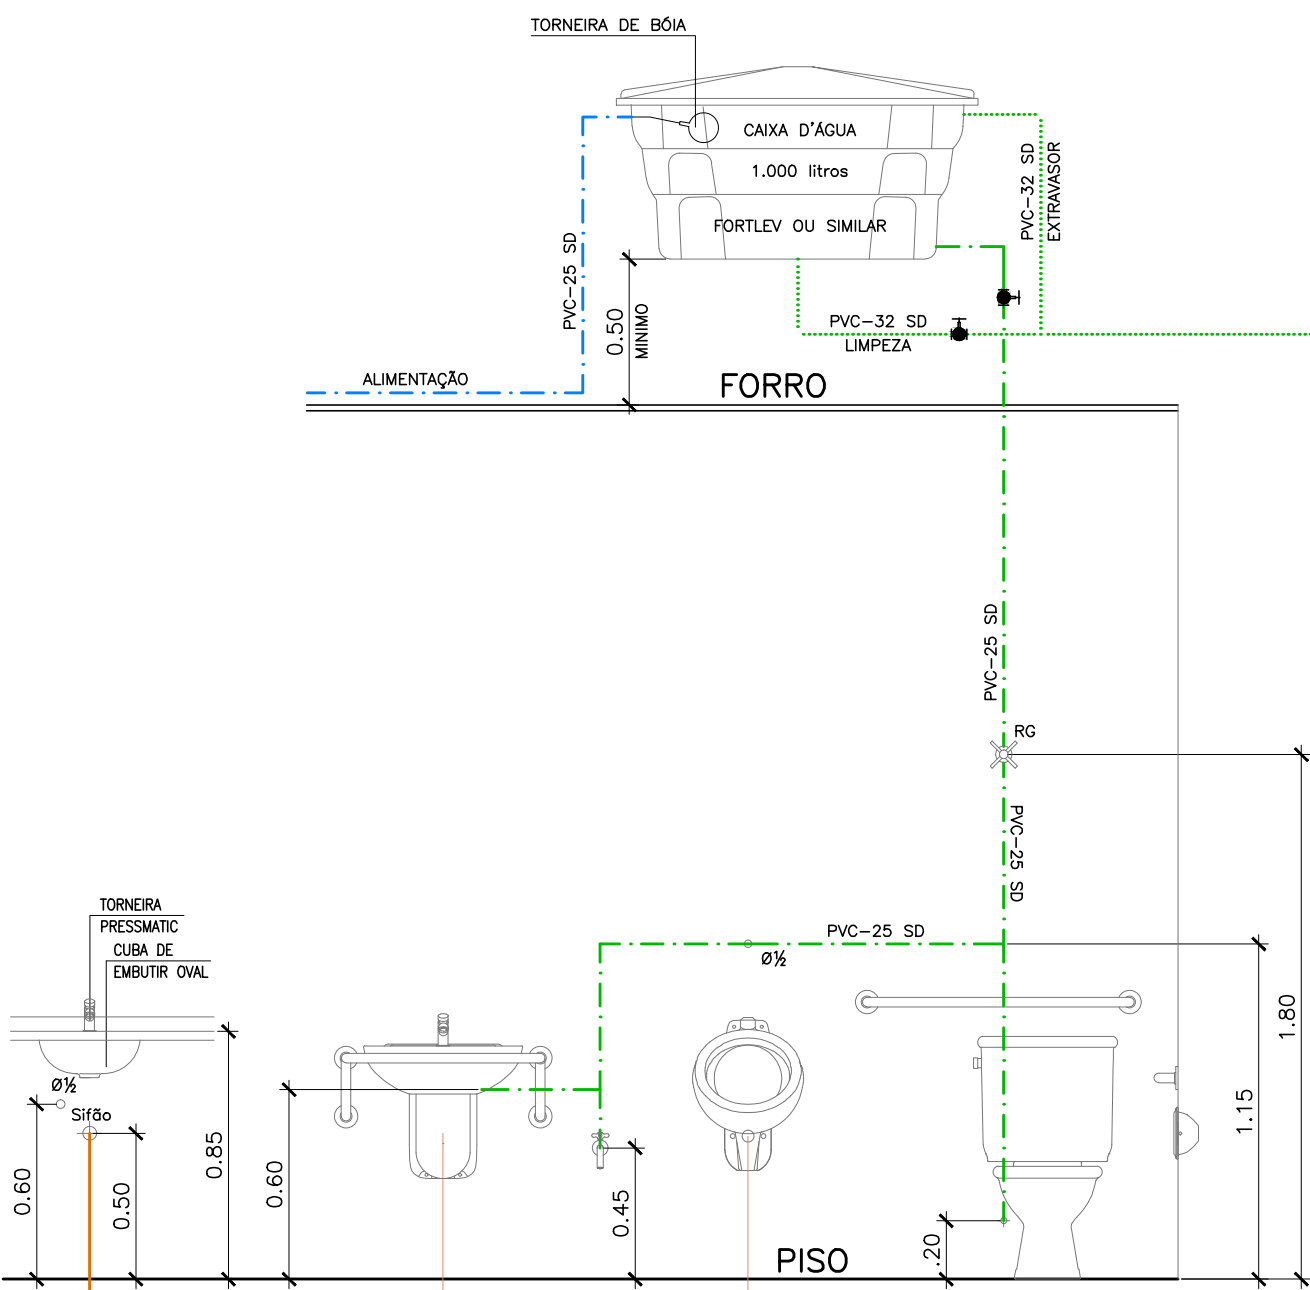 TORNEIRA DE BÓIA
CAIXA D'ÁGUA
1.000 litros
FORTLEV OU SIMILAR
PVC-25 SD
PVC-32 SD
EXTRAVASOR
0.50
MINIMO
PVC-32 SD
LIMPEZA
ALIMENTAÇÃO
FORRO
PVC-25 SD
RG
PVC-25 SD
TORNEIRA
PRESSMATIC
CUBA DE
EMBUTIR OVAL
PVC-25 SD
Ø½
1.80
Ø½
Sifão
0.60
0.50
0.85
0.60
0.45
1.15
.20
PISO